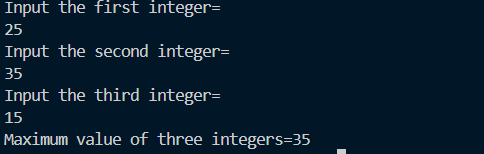 Input the first integer=
25
Input the second integer=
35
Input the third integer=
15
Maximum value of three integers=35